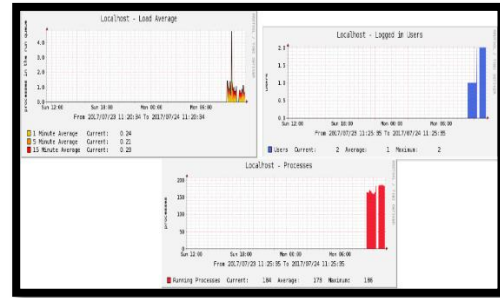 Localhost - Load Average
processes in the run queue
4.0
3.0
2.0
1.0
0.0
Sun 12:00 Sun 18:00 Mon 00:00 Mon 06:00
From 2017/07/23 11:20:34 To 2017/07/24 11:20:34
1 Minute Average Current: 0.24
5 Minute Average Current: 0.21
15 Minute Average Current: 0.23
Localhost - Logged in Users
users
2.0
1.5
1.0
0.5
0.0
Sun 12:00 Sun 18:00 Mon 00:00 Mon 06:00
From 2017/07/23 11:25:35 To 2017/07/24 11:25:35
Users Current: 2 Average: 1 Maximum: 2
Localhost - Processes
processes
200
150
100
50
0
Sun 12:00 Sun 18:00 Mon 00:00 Mon 06:00
From 2017/07/23 11:25:35 To 2017/07/24 11:25:35
Running Processes Current: 184 Average: 173 Maximum: 186